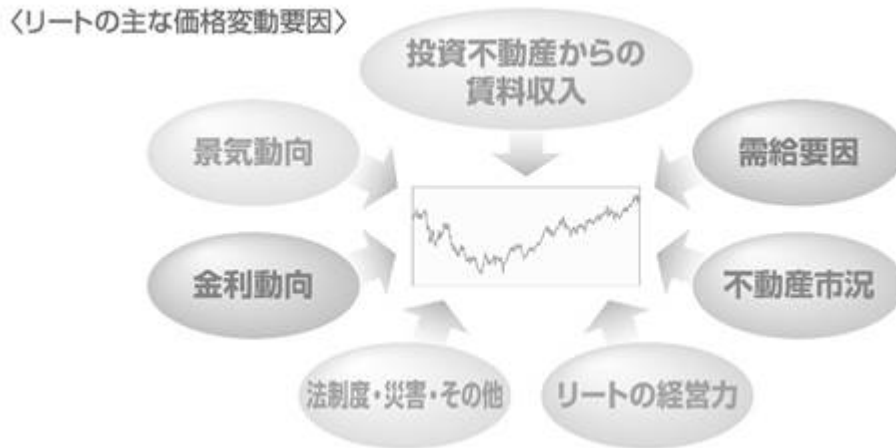 〈リートの主な価格変動要因〉
投資不動産からの
賃料収入
景気動向
需給要因
金利動向
不動産市況
法制度・災害・その他
リートの経営力